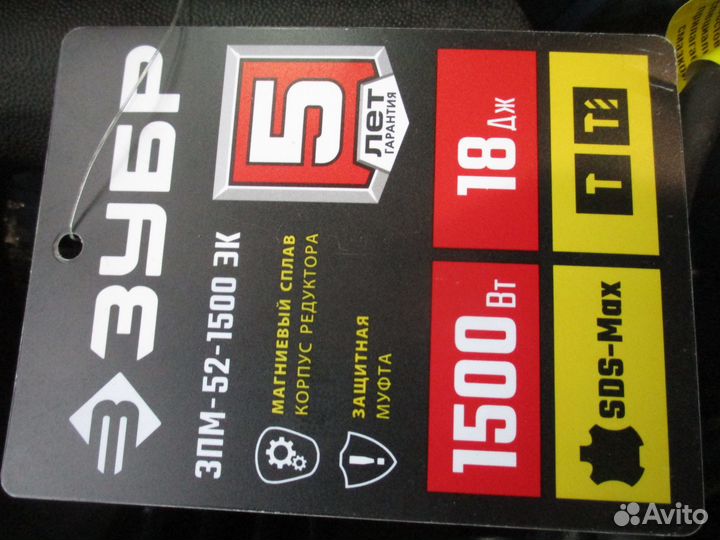 ЗУБР
5
лет
ГАРАНТИЯ
ЗПМ-52-1500 ЭК
МАГНИЕВЫЙ СПЛАВ
КОРПУС РЕДУКТОРА
ЗАЩИТНАЯ
МУФТА
1500 Вт
18 Дж
SDS-Max
Avito